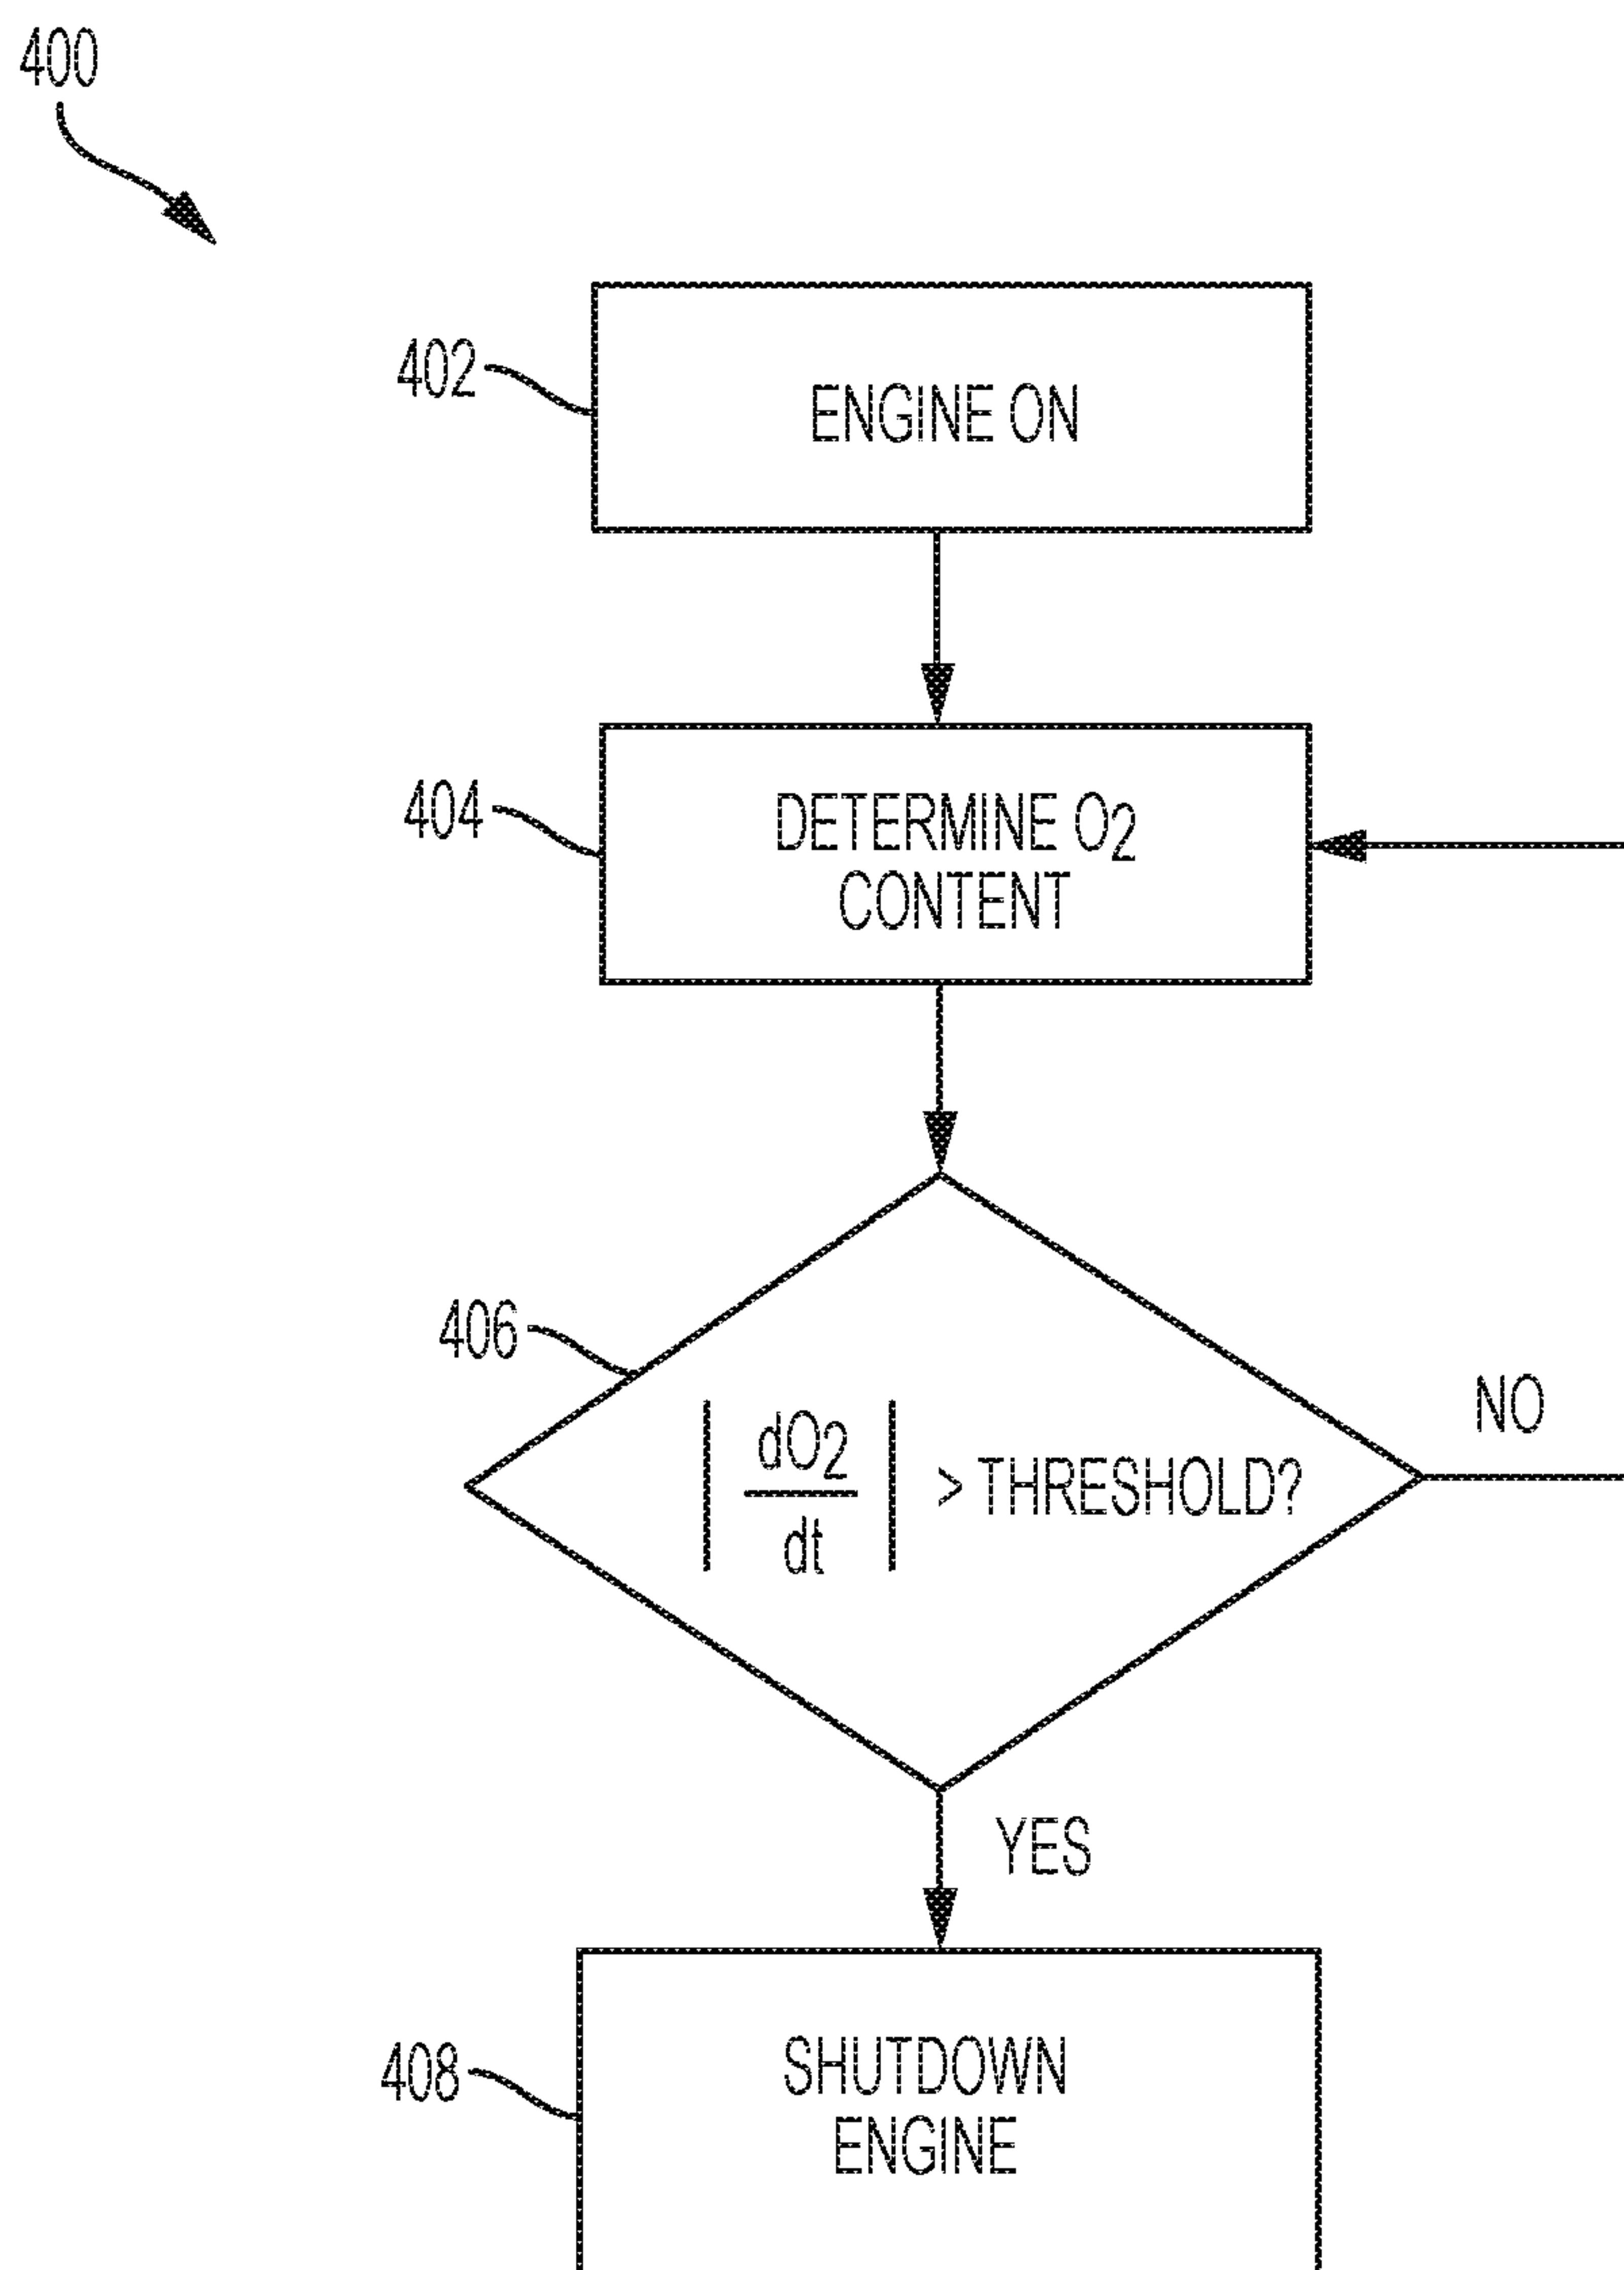 400
402
ENGINE ON
404
DETERMINE O2
CONTENT
406
| dO2
dt | > THRESHOLD?
NO
YES
408
SHUTDOWN
ENGINE